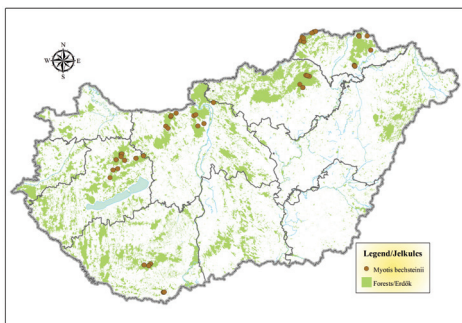 N
W E
S
Legend/Jelkulcs
Myotis bechsteinii
Forests/Erdők